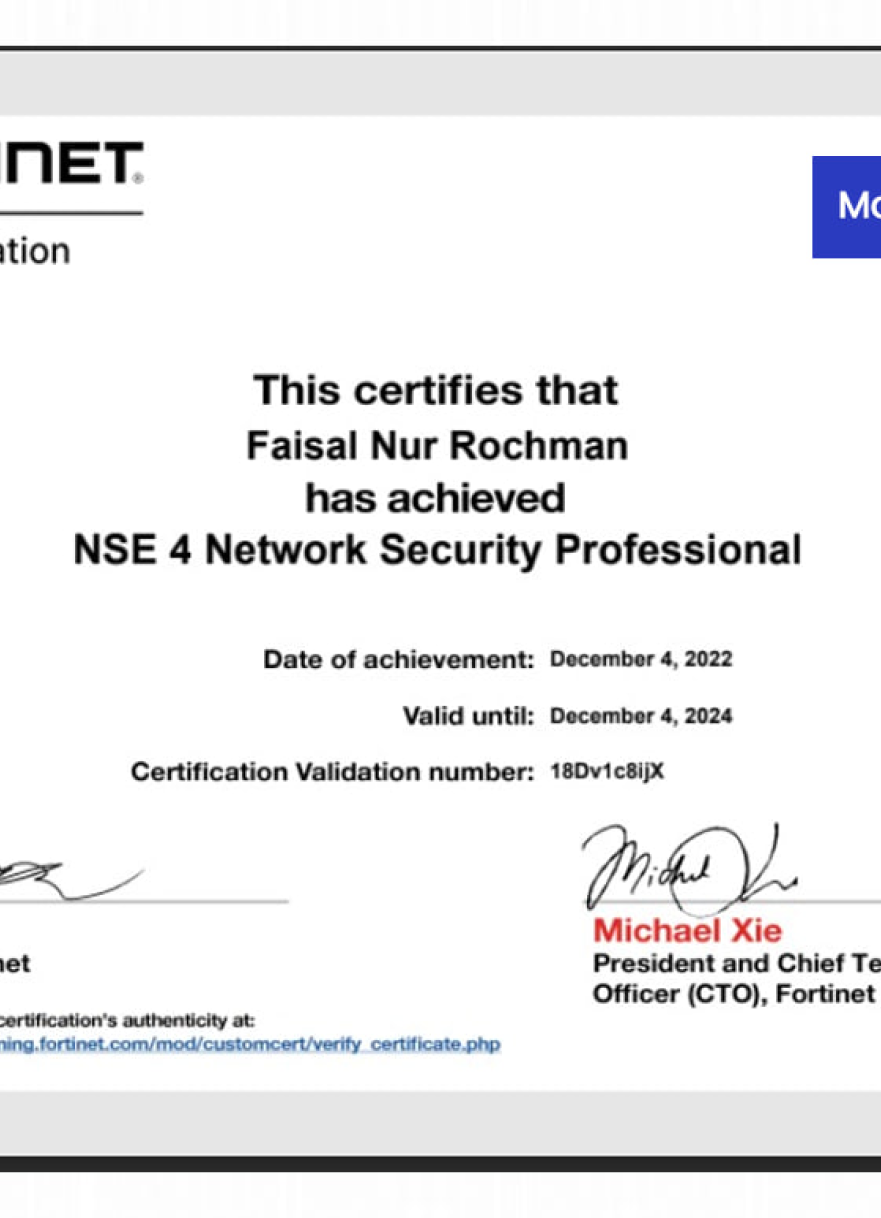 INET®
ation
Mo
This certifies that
Faisal Nur Rochman
has achieved
NSE 4 Network Security Professional
Date of achievement: December 4, 2022
Valid until: December 4, 2024
Certification Validation number: 18Dv1c8ijX
Michael Xie
net
President and Chief Te
Officer (CTO), Fortinet
certification's authenticity at:
ning.fortinet.com/mod/customcert/verify_certificate.php